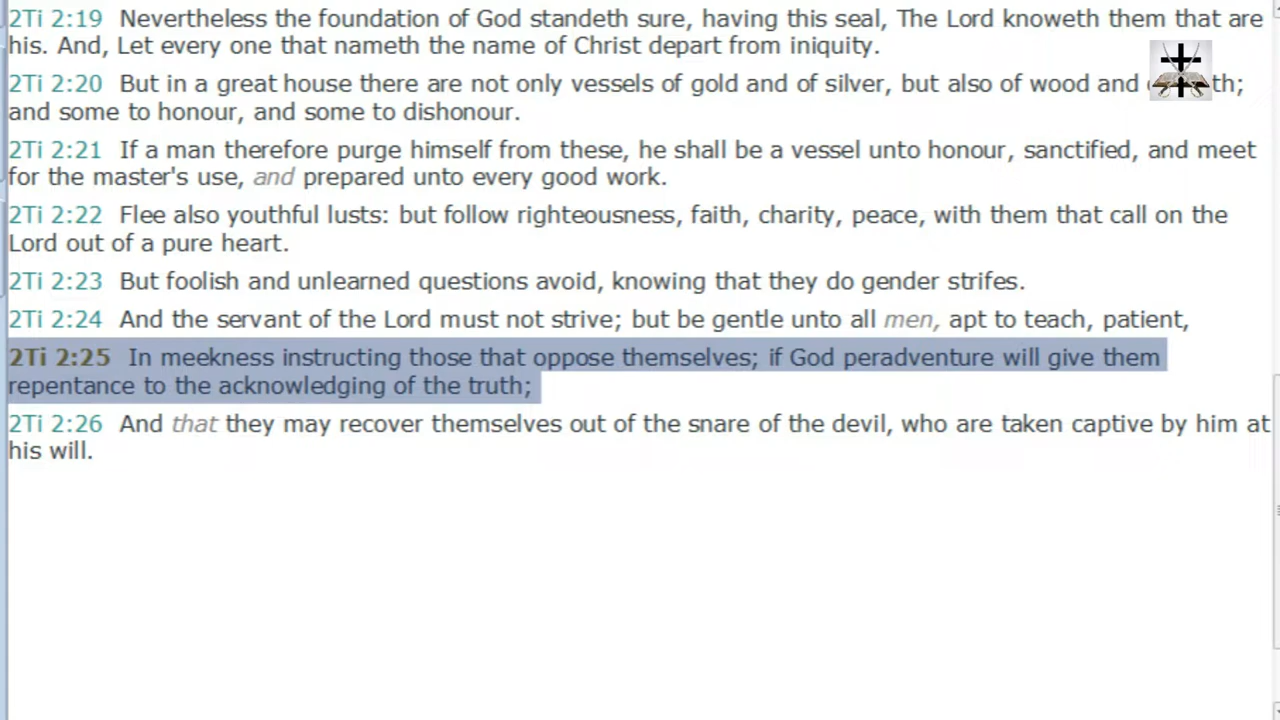 2Ti 2:19 Nevertheless the foundation of God standeth sure, having this seal, The Lord knoweth them that are
his. And, Let every one that nameth the name of Christ depart from iniquity.
2Ti 2:20 But in a great house there are not only vessels of gold and of silver, but also of wood and th;
and some to honour, and some to dishonour.
2Ti 2:21 If a man therefore purge himself from these, he shall be a vessel unto honour, sanctified, and meet
for the master's use, and prepared unto every good work.
2Ti 2:22 Flee also youthful lusts: but follow righteousness, faith, charity, peace, with them that call on the
Lord out of a pure heart.
2Ti 2:23 But foolish and unlearned questions avoid, knowing that they do gender strifes.
2Ti 2:24 And the servant of the Lord must not strive; but be gentle unto all men, apt to teach, patient,
2Ti 2:25 In meekness instructing those that oppose themselves; if God peradventure will give them
repentance to the acknowledging of the truth;
2Ti 2:26 And that they may recover themselves out of the snare of the devil, who are taken captive by him at
his will.